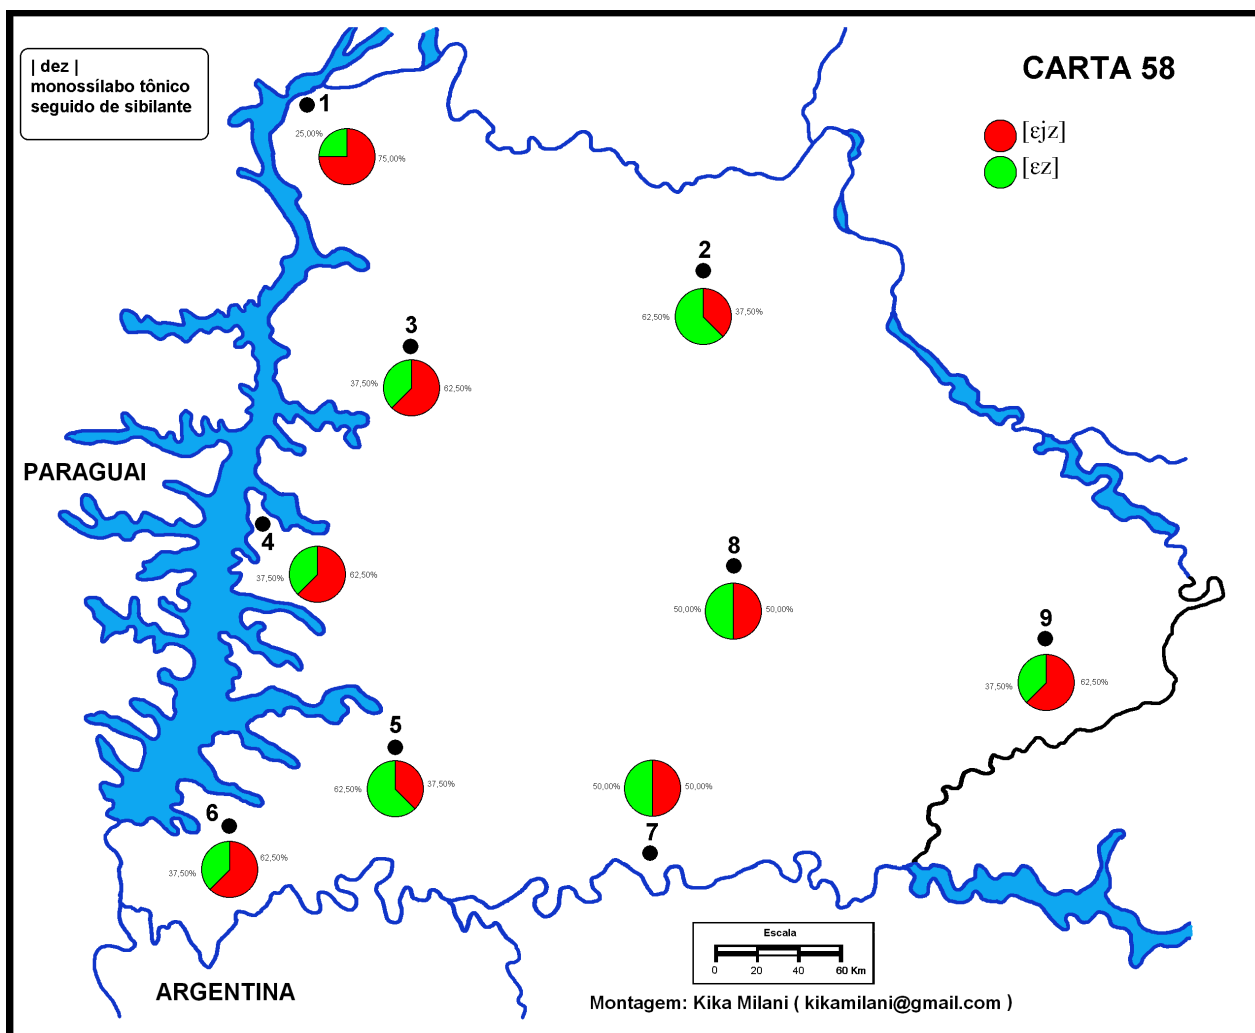 | dez |
monossílabo tônico
seguido de sibilante
CARTA 58
[εjz]
[εz]
1
25,00%
75,00%
2
62,50%
37,50%
3
37,50%
62,50%
PARAGUAI
4
37,50%
62,50%
8
50,00%
50,00%
9
37,50%
62,50%
5
62,50%
37,50%
50,00%
50,00%
7
6
37,50%
62,50%
Escala
0 20 40 60 Km
ARGENTINA
Montagem: Kika Milani ( kikamilani@gmail.com )